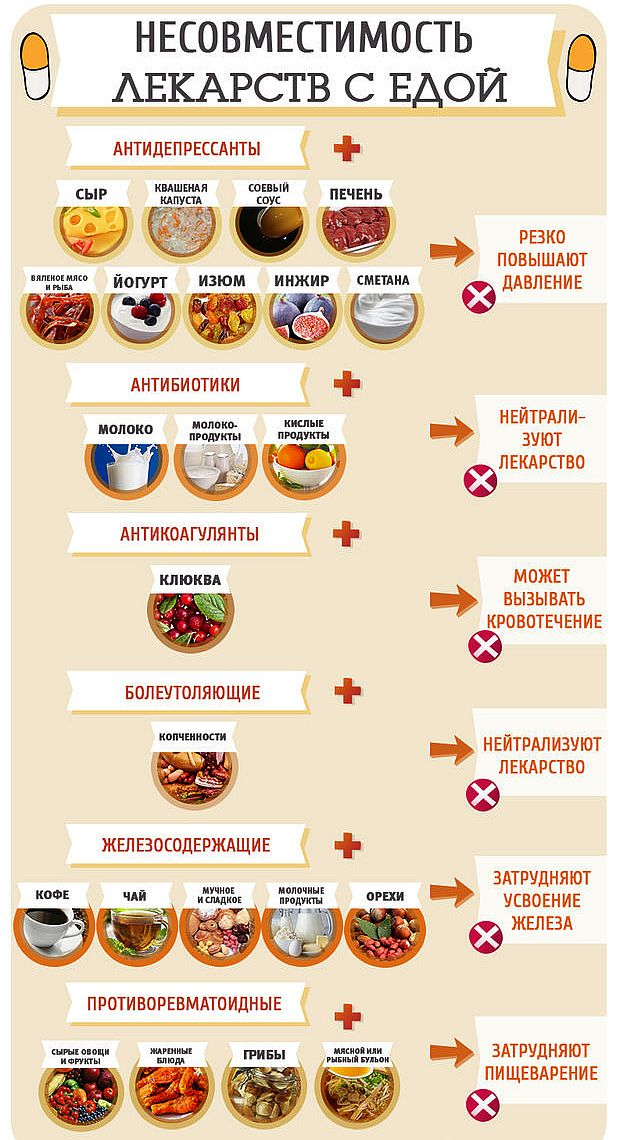 НЕСОВМЕСТИМОСТЬ
ЛЕКАРСТВ С ЕДОЙ
АНТИДЕПРЕССАНТЫ
СЫР
КВАШЕНАЯ
КАПУСТА
СОЕВЫЙ
СОУС
ПЕЧЕНЬ
ВЯЛЕНОЕ МЯСО
И РЫБА
ЙОГУРТ
ИЗЮМ
ИНЖИР
СМЕТАНА
РЕЗКО
ПОВЫШАЮТ
ДАВЛЕНИЕ
АНТИБИОТИКИ
МОЛОКО
МОЛОКО-
ПРОДУКТЫ
КИСЛЫЕ
ПРОДУКТЫ
НЕЙТРАЛИ-
ЗУЮТ
ЛЕКАРСТВО
АНТИКОАГУЛЯНТЫ
КЛЮКВА
МОЖЕТ
ВЫЗЫВАТЬ
КРОВОТЕЧЕНИЕ
БОЛЕУТОЛЯЮЩИЕ
КОПЧЕННОСТИ
НЕЙТРАЛИЗУЮТ
ЛЕКАРСТВО
ЖЕЛЕЗОСОДЕРЖАЩИЕ
КОФЕ
ЧАЙ
МУЧНОЕ
И СЛАДКОЕ
МОЛОЧНЫЕ
ПРОДУКТЫ
ОРЕХИ
ЗАТРУДНЯЮТ
УСВОЕНИЕ
ЖЕЛЕЗА
ПРОТИВОРЕВМАТОИДНЫЕ
СЫРЫЕ ОВОЩИ
И ФРУКТЫ
ЖАРЕННЫЕ
БЛЮДА
ГРИБЫ
МЯСНОЙ ИЛИ
РЫБНЫЙ БУЛЬОН
ЗАТРУДНЯЮТ
ПИЩЕВАРЕНИЕ